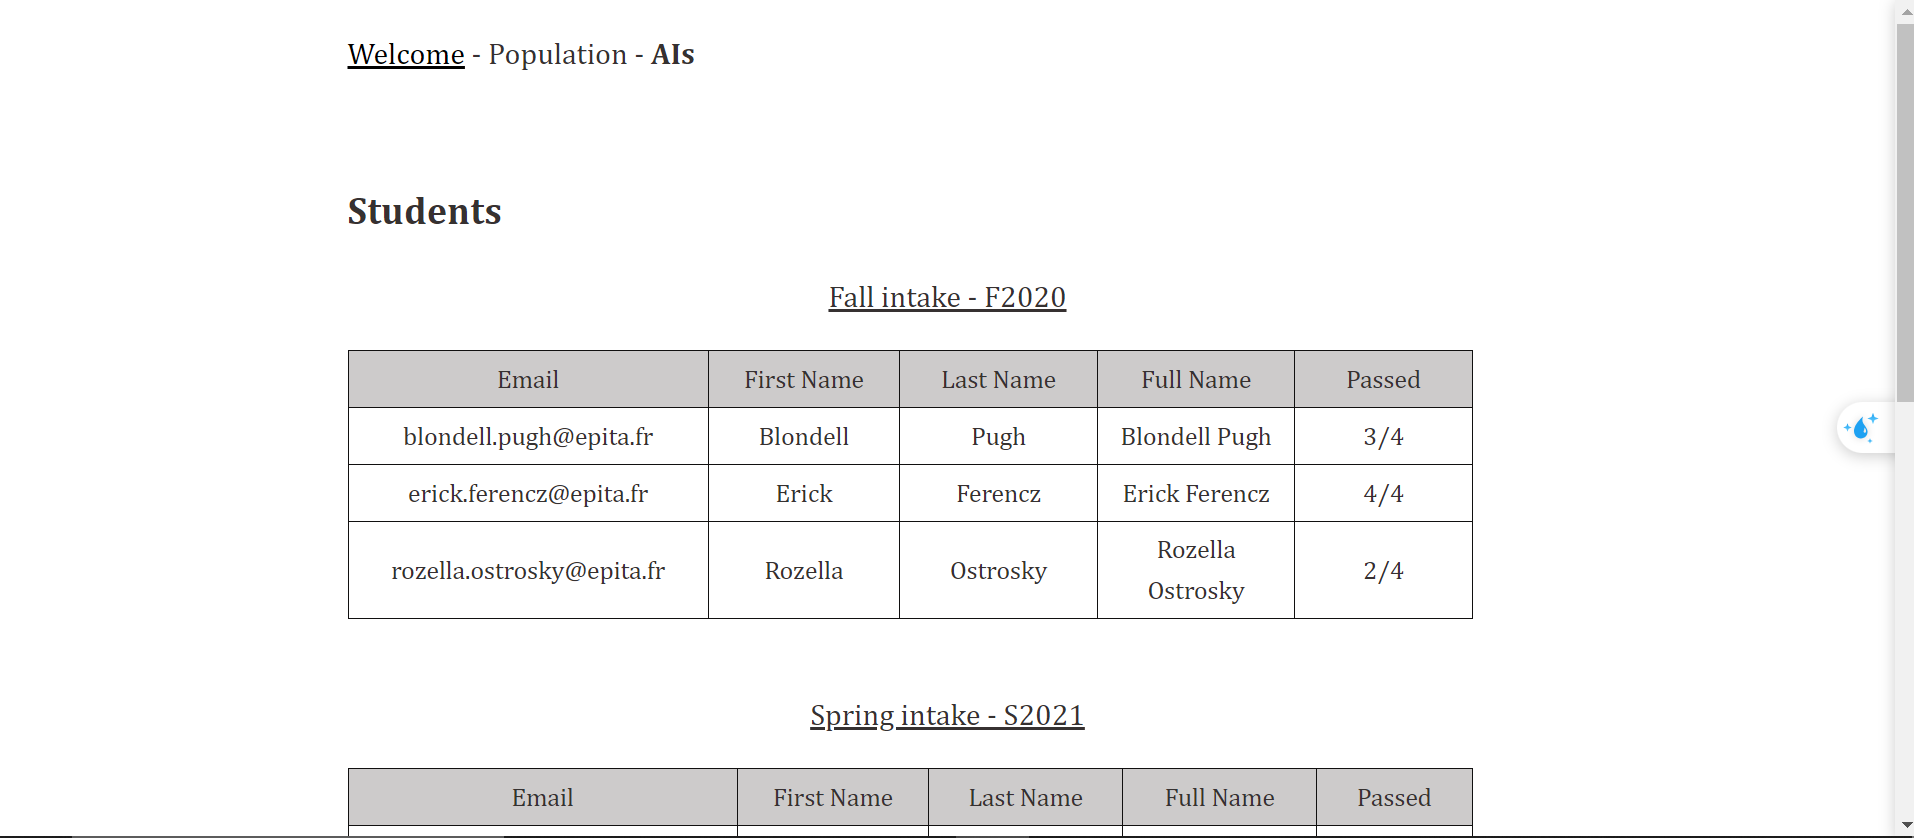 Welcome - Population - AIs
Students
Fall intake - F2020
Email First Name Last Name Full Name Passed
blondell.pugh@epita.fr Blondell Pugh Blondell Pugh 3/4
erick.ferencz@epita.fr Erick Ferencz Erick Ferencz 4/4
rozella.ostrosky@epita.fr Rozella Ostrosky Rozella Ostrosky 2/4
Spring intake - S2021
Email First Name Last Name Full Name Passed